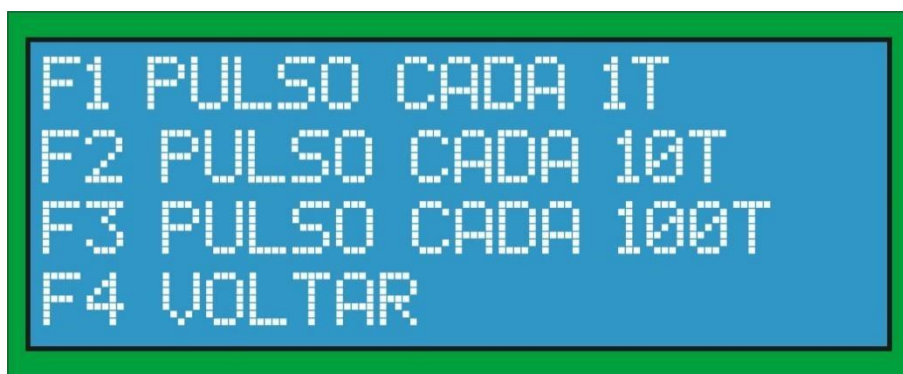 F1 PULSO CADA 1T
F2 PULSO CADA 10T
F3 PULSO CADA 100T
F4 VOLTAR